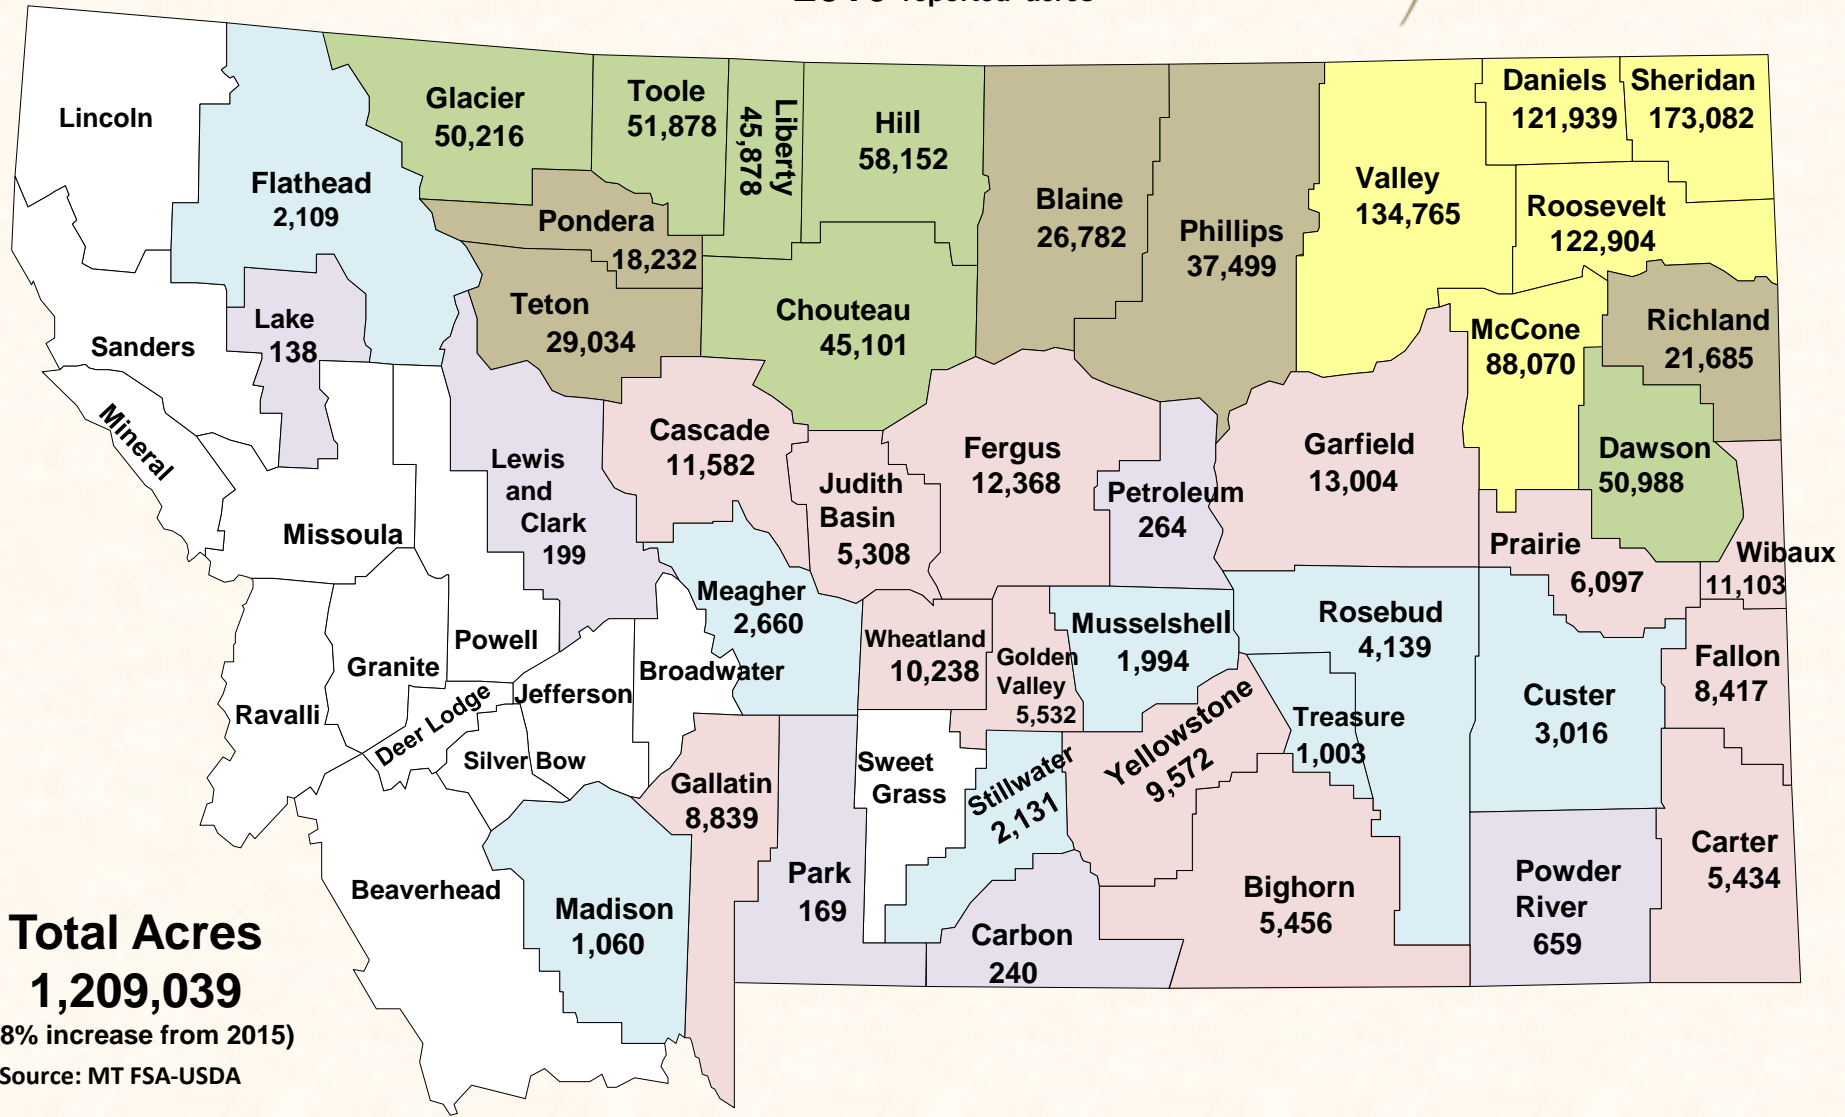 reported acres
Lincoln
Flathead
2,109
Glacier
50,216
Toole
51,878
Liberty
45,878
Hill
58,152
Blaine
26,782
Phillips
37,499
Valley
134,765
Daniels
121,939
Sheridan
173,082
Roosevelt
122,904
Pondera
18,232
Teton
29,034
Chouteau
45,101
McCone
88,070
Richland
21,685
Sanders
Lake
138
Mineral
Missoula
Lewis
and
Clark
199
Cascade
11,582
Judith
Basin
5,308
Fergus
12,368
Petroleum
264
Garfield
13,004
Dawson
50,988
Prairie
6,097
Wibaux
11,103
Meagher
2,660
Wheatland
10,238
Golden
Valley
5,532
Musselshell
1,994
Rosebud
4,139
Treasure
1,003
Custer
3,016
Fallon
8,417
Powell
Granite
Ravalli
Deer Lodge
Silver Bow
Jefferson
Broadwater
Gallatin
8,839
Park
169
Sweet
Grass
Stillwater
2,131
Yellowstone
9,572
Beaverhead
Madison
1,060
Carbon
240
Bighorn
5,456
Powder
River
659
Carter
5,434
Total Acres
1,209,039
8% increase from 2015)
Source: MT FSA-USDA